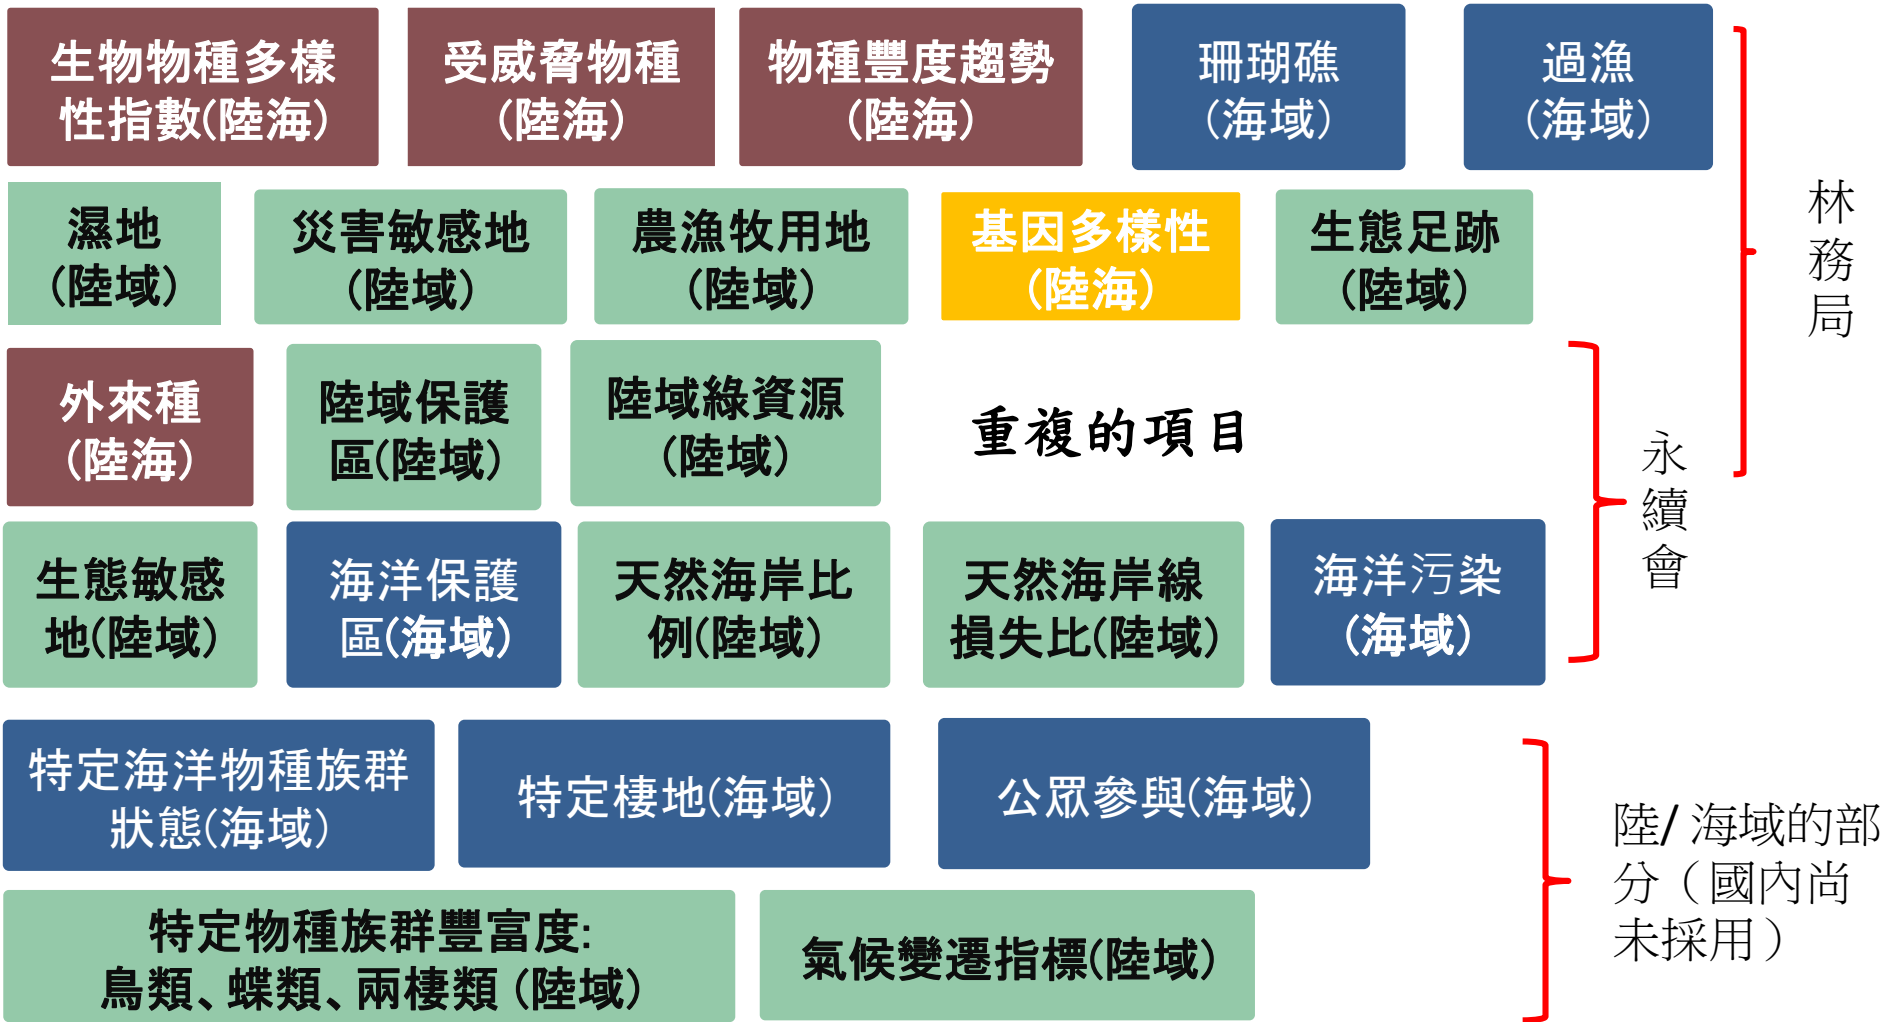 生物物種多樣
性指數(陸海)
受威脅物種
(陸海)
物種豐度趨勢
(陸海)
珊瑚礁
(海域)
過漁
(海域)
濕地
(陸域)
災害敏感地
(陸域)
農漁牧用地
(陸域)
基因多樣性
(陸海)
生態足跡
(陸域)
林
務
局
外來種
(陸海)
陸域保護
區(陸域)
陸域綠資源
(陸域)
重複的項目
永
續
會
生態敏感
地(陸域)
海洋保護
區(海域)
天然海岸比
例(陸域)
天然海岸線
損失比(陸域)
海洋污染
(海域)
特定海洋物種族群
狀態(海域)
特定棲地(海域)
公眾參與(海域)
特定物種族群豐富度:
鳥類、蝶類、兩棲類 (陸域)
氣候變遷指標(陸域)
陸/ 海域的部
分（國內尚
未採用）